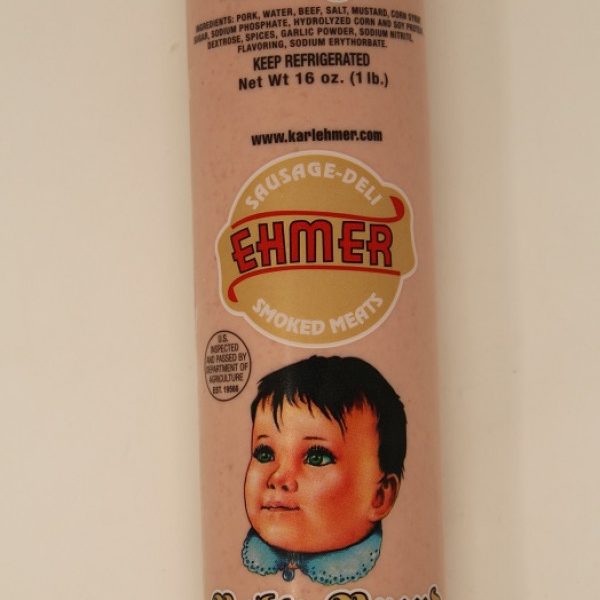 INGREDIENTS: PORK, WATER, BEEF, SALT, MUSTARD, CORN SYRUP
SUGAR, SODIUM PHOSPHATE, HYDROLYZED CORN AND SOY PROTEIN,
DEXTROSE, SPICES, GARLIC POWDER, SODIUM NITRITE,
FLAVORING, SODIUM ERYTHORBATE.
KEEP REFRIGERATED
Net Wt 16 oz. (1 lb.)
www.karlehmer.com
SAUSAGE-DELI
EHMER
SMOKED MEATS
U.S.
INSPECTED
AND PASSED BY
DEPARTMENT OF
AGRICULTURE
EST. 19566